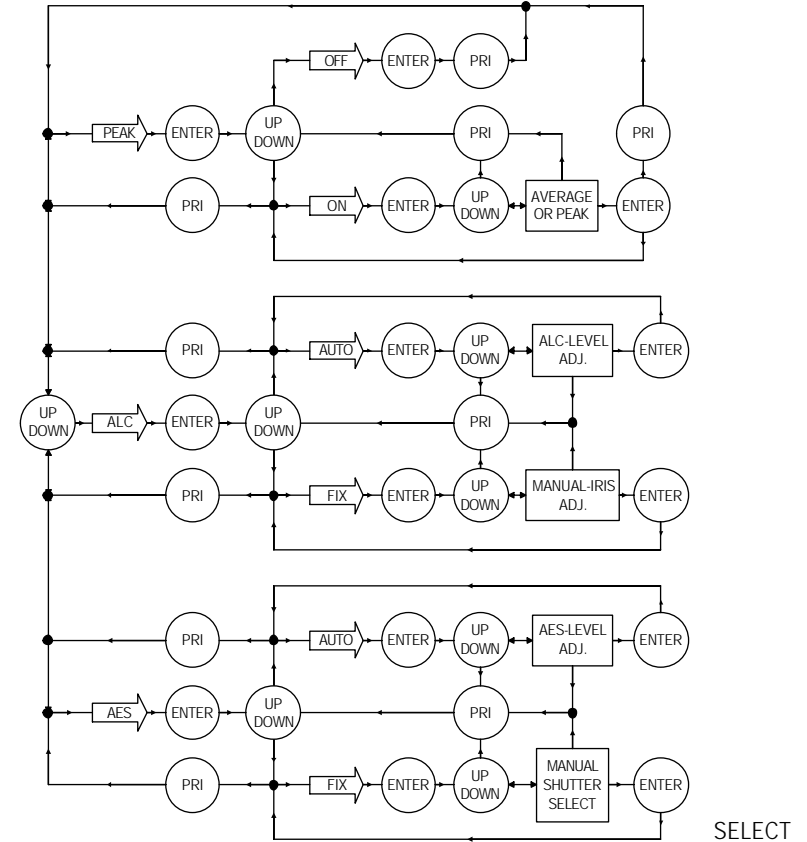 OFF
ENTER
PRI
PEAK
ENTER
UP
DOWN
PRI
PRI
PRI
ON
ENTER
UP
DOWN
AVERAGE
OR PEAK
ENTER
PRI
AUTO
ENTER
UP
DOWN
ALC-LEVEL
ADJ.
ENTER
UP
DOWN
ALC
ENTER
UP
DOWN
PRI
PRI
FIX
ENTER
UP
DOWN
MANUAL-IRIS
ADJ.
ENTER
PRI
AUTO
ENTER
UP
DOWN
AES-LEVEL
ADJ.
ENTER
AES
ENTER
UP
DOWN
PRI
PRI
FIX
ENTER
UP
DOWN
MANUAL
SHUTTER
SELECT
ENTER
SELECT